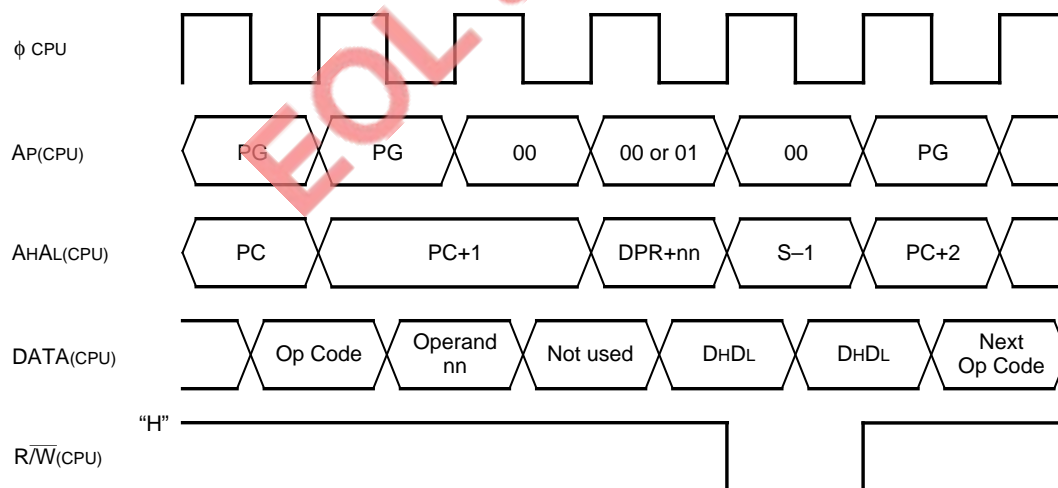 EOL
φ CPU
AP(CPU) PG PG 00 00 or 01 00 PG
AHAL(CPU) PC PC+1 DPR+nn S–1 PC+2
DATA(CPU) Op Code Operand nn Not used DHDL DHDL Next Op Code
“H”
R/W̅(CPU)